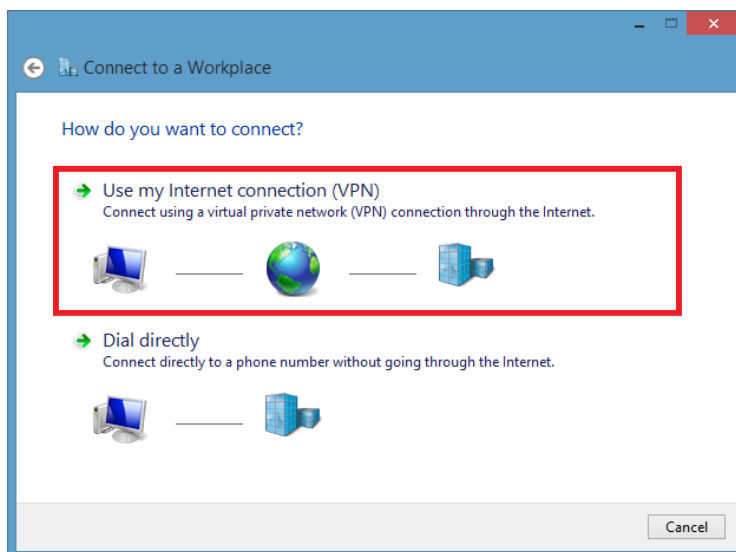 Connect to a Workplace
How do you want to connect?
Use my Internet connection (VPN)
Connect using a virtual private network (VPN) connection through the Internet.
Dial directly
Connect directly to a phone number without going through the Internet.
Cancel